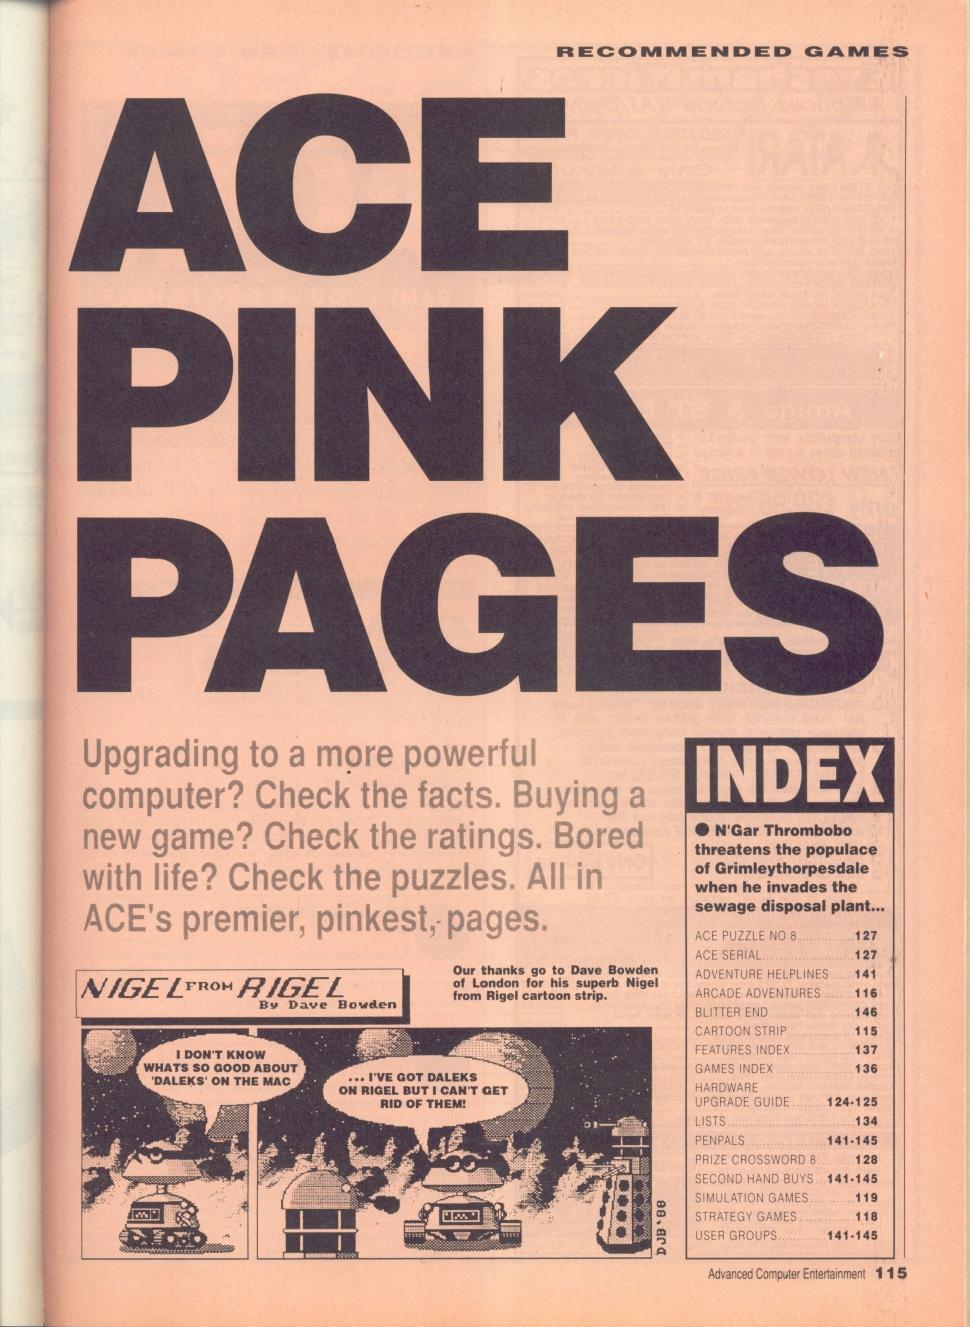 RECOMMENDED GAMES
ACE
PINK
PAGES
Upgrading to a more powerful
computer? Check the facts. Buying a
new game? Check the ratings. Bored
with life? Check the puzzles. All in
ACE's premier, pinkest, pages.
NIGEL FROM RIGEL
By Dave Bowden
Our thanks go to Dave Bowden
of London for his superb Nigel
from Rigel cartoon strip.
I DON'T KNOW
WHATS SO GOOD ABOUT
'DALEKS' ON THE MAC
... I'VE GOT DALEKS
ON RIGEL BUT I CAN'T GET
RID OF THEM!
DJB'88
INDEX
● N'Gar Thrombobo
threatens the populace
of Grimleythorpesdale
when he invades the
sewage disposal plant...
ACE PUZZLE NO 8..............127
ACE SERIAL......................127
ADVENTURE HELPLINES......141
ARCADE ADVENTURES.......116
BLITTER END...................146
CARTOON STRIP...............115
FEATURES INDEX..............137
GAMES INDEX..................136
HARDWARE
UPGRADE GUIDE.........124-125
LISTS............................134
PENPALS...................141-145
PRIZE CROSSWORD 8.........128
SECOND HAND BUYS...141-145
SIMULATION GAMES..........119
STRATEGY GAMES.............118
USER GROUPS............141-145
Advanced Computer Entertainment 115